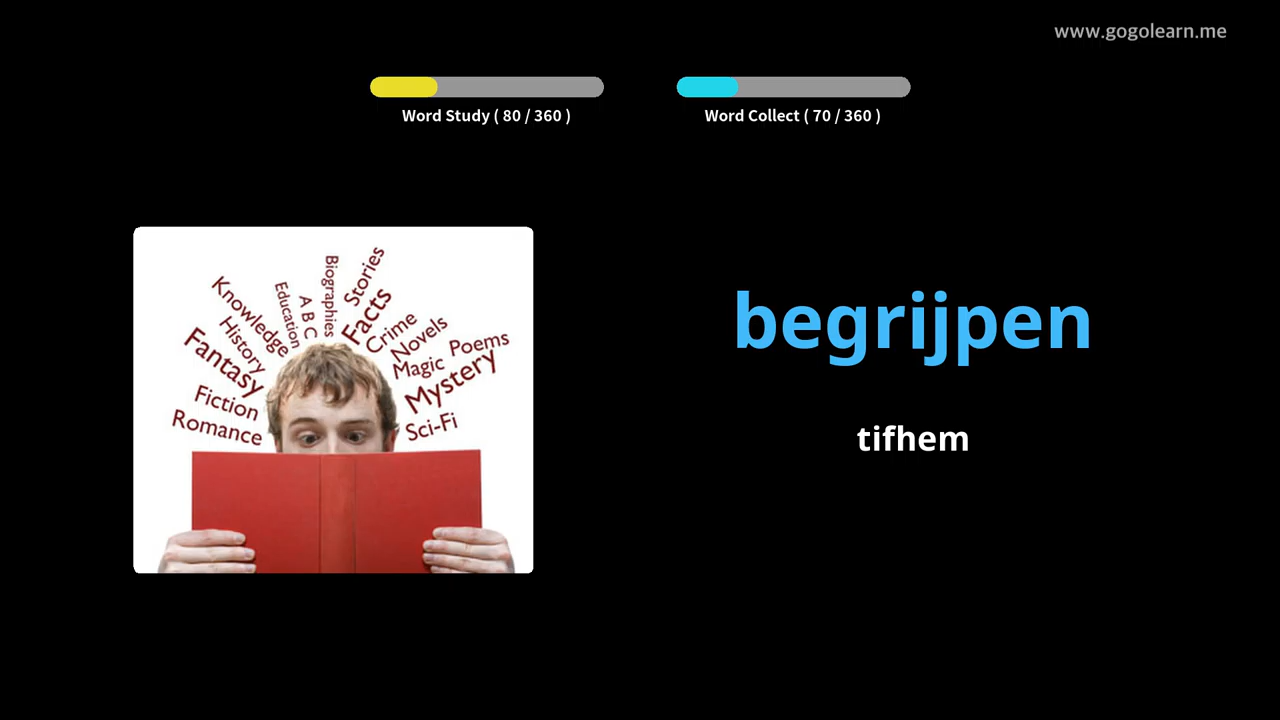 www.gogolearn.me
Word Study ( 80 / 360 )
Word Collect ( 70 / 360 )
Knowledge
History
Fantasy
Fiction
Romance
Education
A B C
Biographies
Stories
Facts
Crime
Novels
Magic
Poems
Mystery
Sci-Fi
begrijpen
tifhem